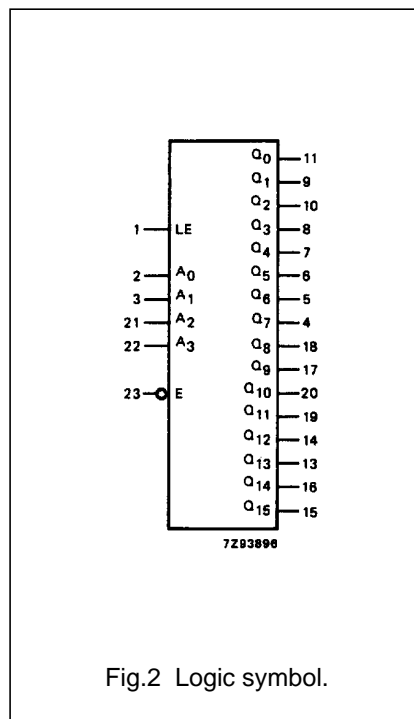 Q0 11
Q1 9
Q2 10
1 LE Q3 8
Q4 7
2 A0 Q5 6
3 A1 Q6 5
21 A2 Q7 4
22 A3 Q8 18
Q9 17
23 E Q10 20
Q11 19
Q12 14
Q13 13
Q14 16
Q15 15
7Z93896
Fig.2 Logic symbol.